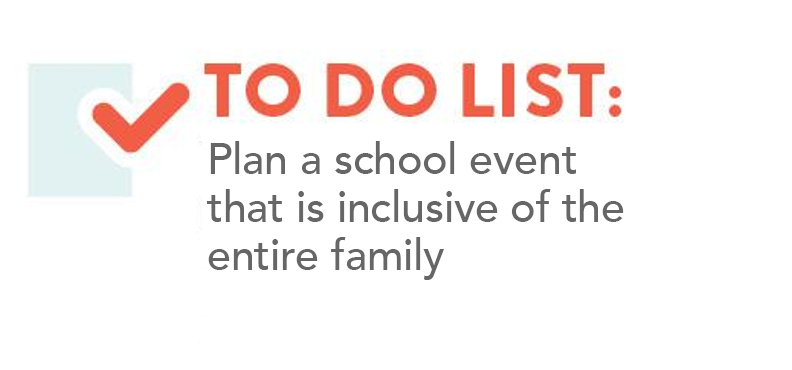 TO DO LIST:
Plan a school event
that is inclusive of the
entire family